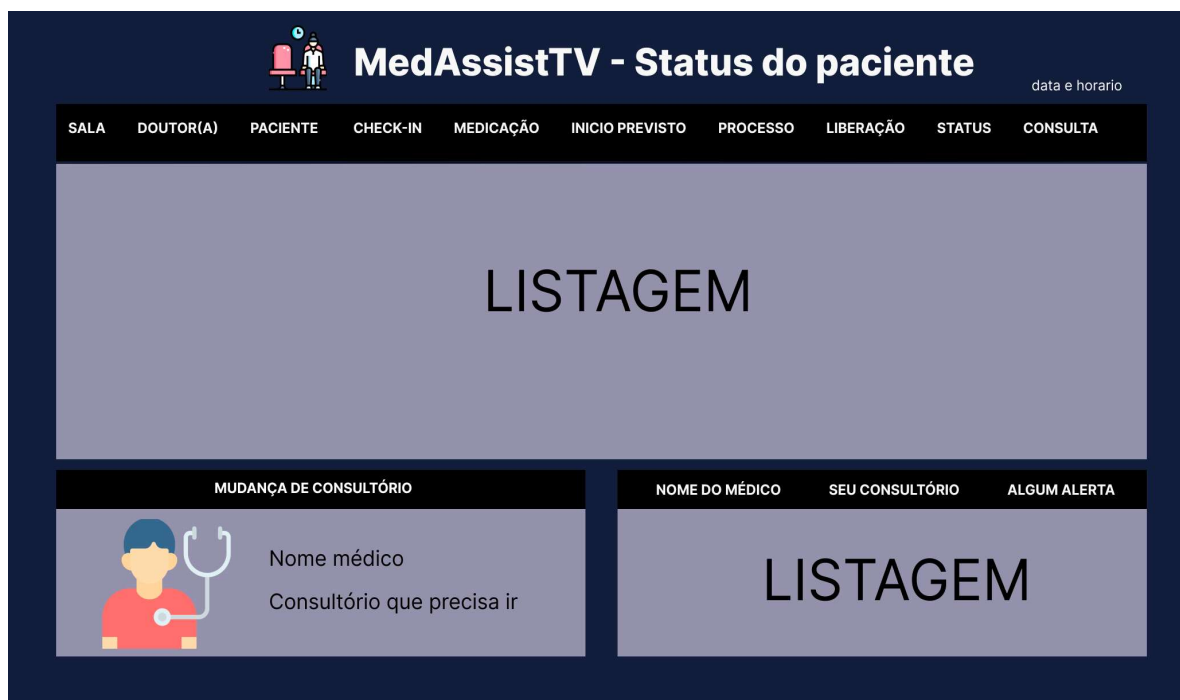 MedAssistTV - Status do paciente
data e horario
SALA DOUTOR(A) PACIENTE CHECK-IN MEDICAÇÃO INICIO PREVISTO PROCESSO LIBERAÇÃO STATUS CONSULTA
LISTAGEM
MUDANÇA DE CONSULTÓRIO
Nome médico
Consultório que precisa ir
NOME DO MÉDICO SEU CONSULTÓRIO ALGUM ALERTA
LISTAGEM